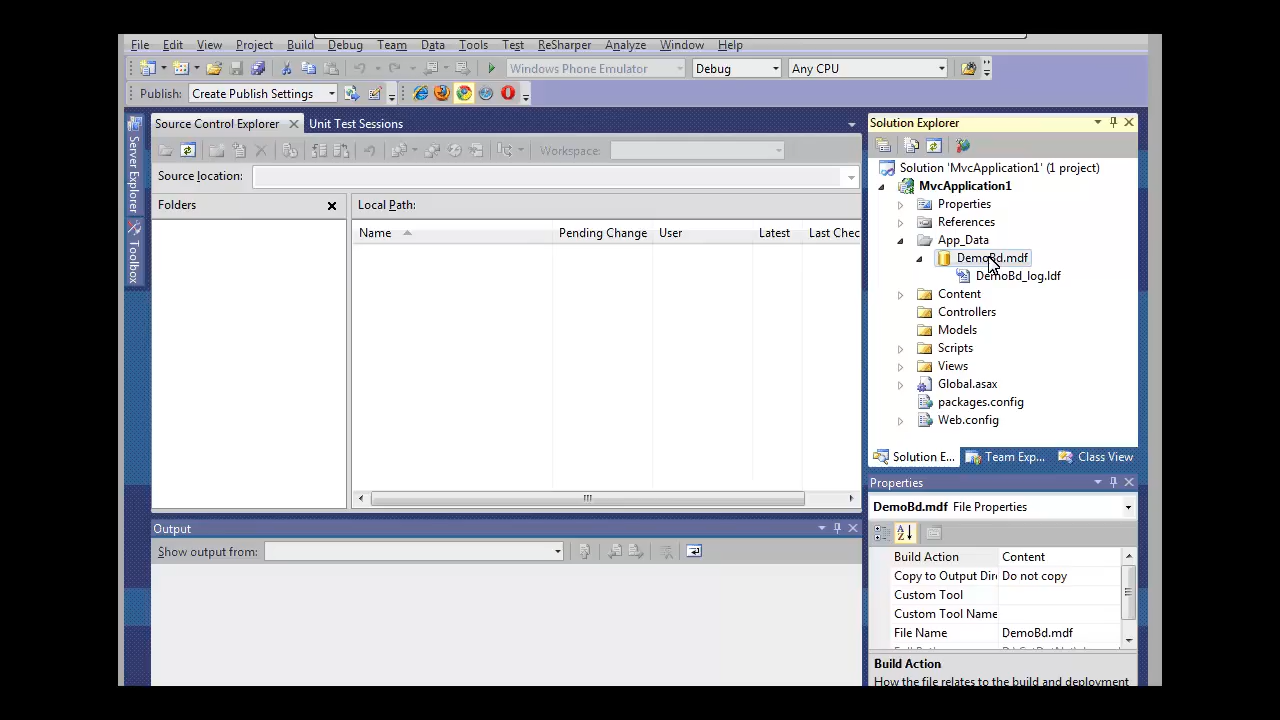 File Edit View Project Build Debug Team Data Tools Test ReSharper Analyze Window Help
Windows Phone Emulator Debug Any CPU
Publish: Create Publish Settings
Server Explorer
Toolbox
Source Control Explorer Unit Test Sessions
Workspace:
Source location:
Folders
Local Path:
Name Pending Change User Latest Last Chec
Output
Show output from:
Solution Explorer
Solution 'MvcApplication1' (1 project)
MvcApplication1
Properties
References
App_Data
DemoBd.mdf
DemoBd_log.ldf
Content
Controllers
Models
Scripts
Views
Global.asax
packages.config
Web.config
Solution E... Team Exp... Class View
Properties
DemoBd.mdf File Properties
Build Action Content
Copy to Output Dire Do not copy
Custom Tool
Custom Tool Name
File Name DemoBd.mdf
Build Action
How the file relates to the build and deployment